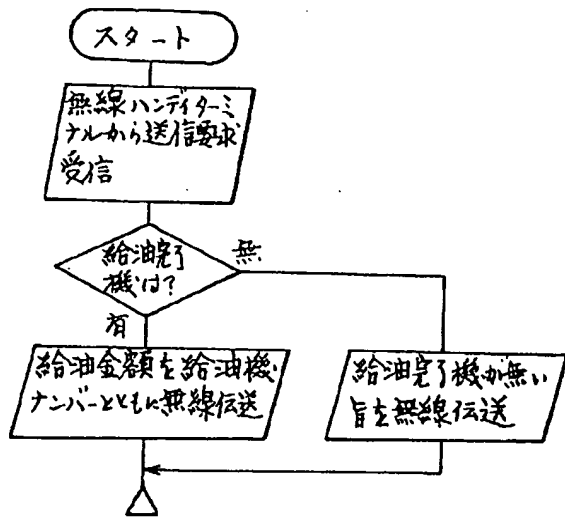 スタート
無線ハンディターミ
ナルから送信要求
受信
給油完了
機は?
無
有
給油金額を給油機
ナンバーとともに無線伝送
給油完了機が無い
旨を無線伝送